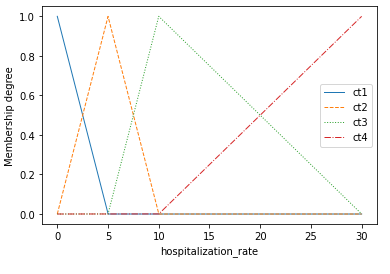 1.0
0.8
0.6
0.4
0.2
0.0
Membership degree
ct1
ct2
ct3
ct4
0 5 10 15 20 25 30
hospitalization_rate